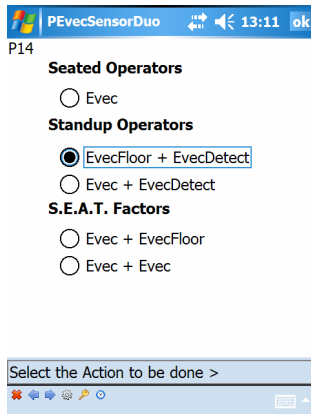 PEvecSensorDuo 13:11 ok
P14
Seated Operators
Evec
Standup Operators
EvecFloor + EvecDetect
Evec + EvecDetect
S.E.A.T. Factors
Evec + EvecFloor
Evec + Evec
Select the Action to be done >